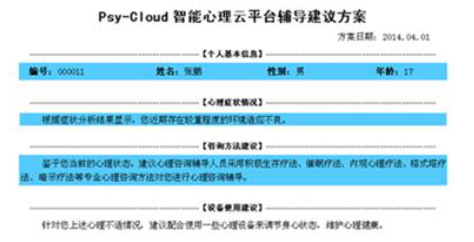 Psy-Cloud 智能心理云平台辅导建议方案
方案日期: 2014.04.01
【个人基本信息】
编号: 000011 姓名: 张鹏 性别: 男 年龄: 17
【心理症状情况】
根据症状分析结果显示，您近期存在较重程度的环境适应不良。
【咨询方法建议】
鉴于您当前的心理状态，建议心理咨询辅导人员采用积极生存疗法、催眠疗法、内观心理疗法、格式塔疗
法、暗示疗法等专业心理咨询方法对您进行心理咨询辅导。
【设备使用建议】
针对您上述心理不适情况，建议配合使用一些心理设备来调节身心状态，维护心理健康。